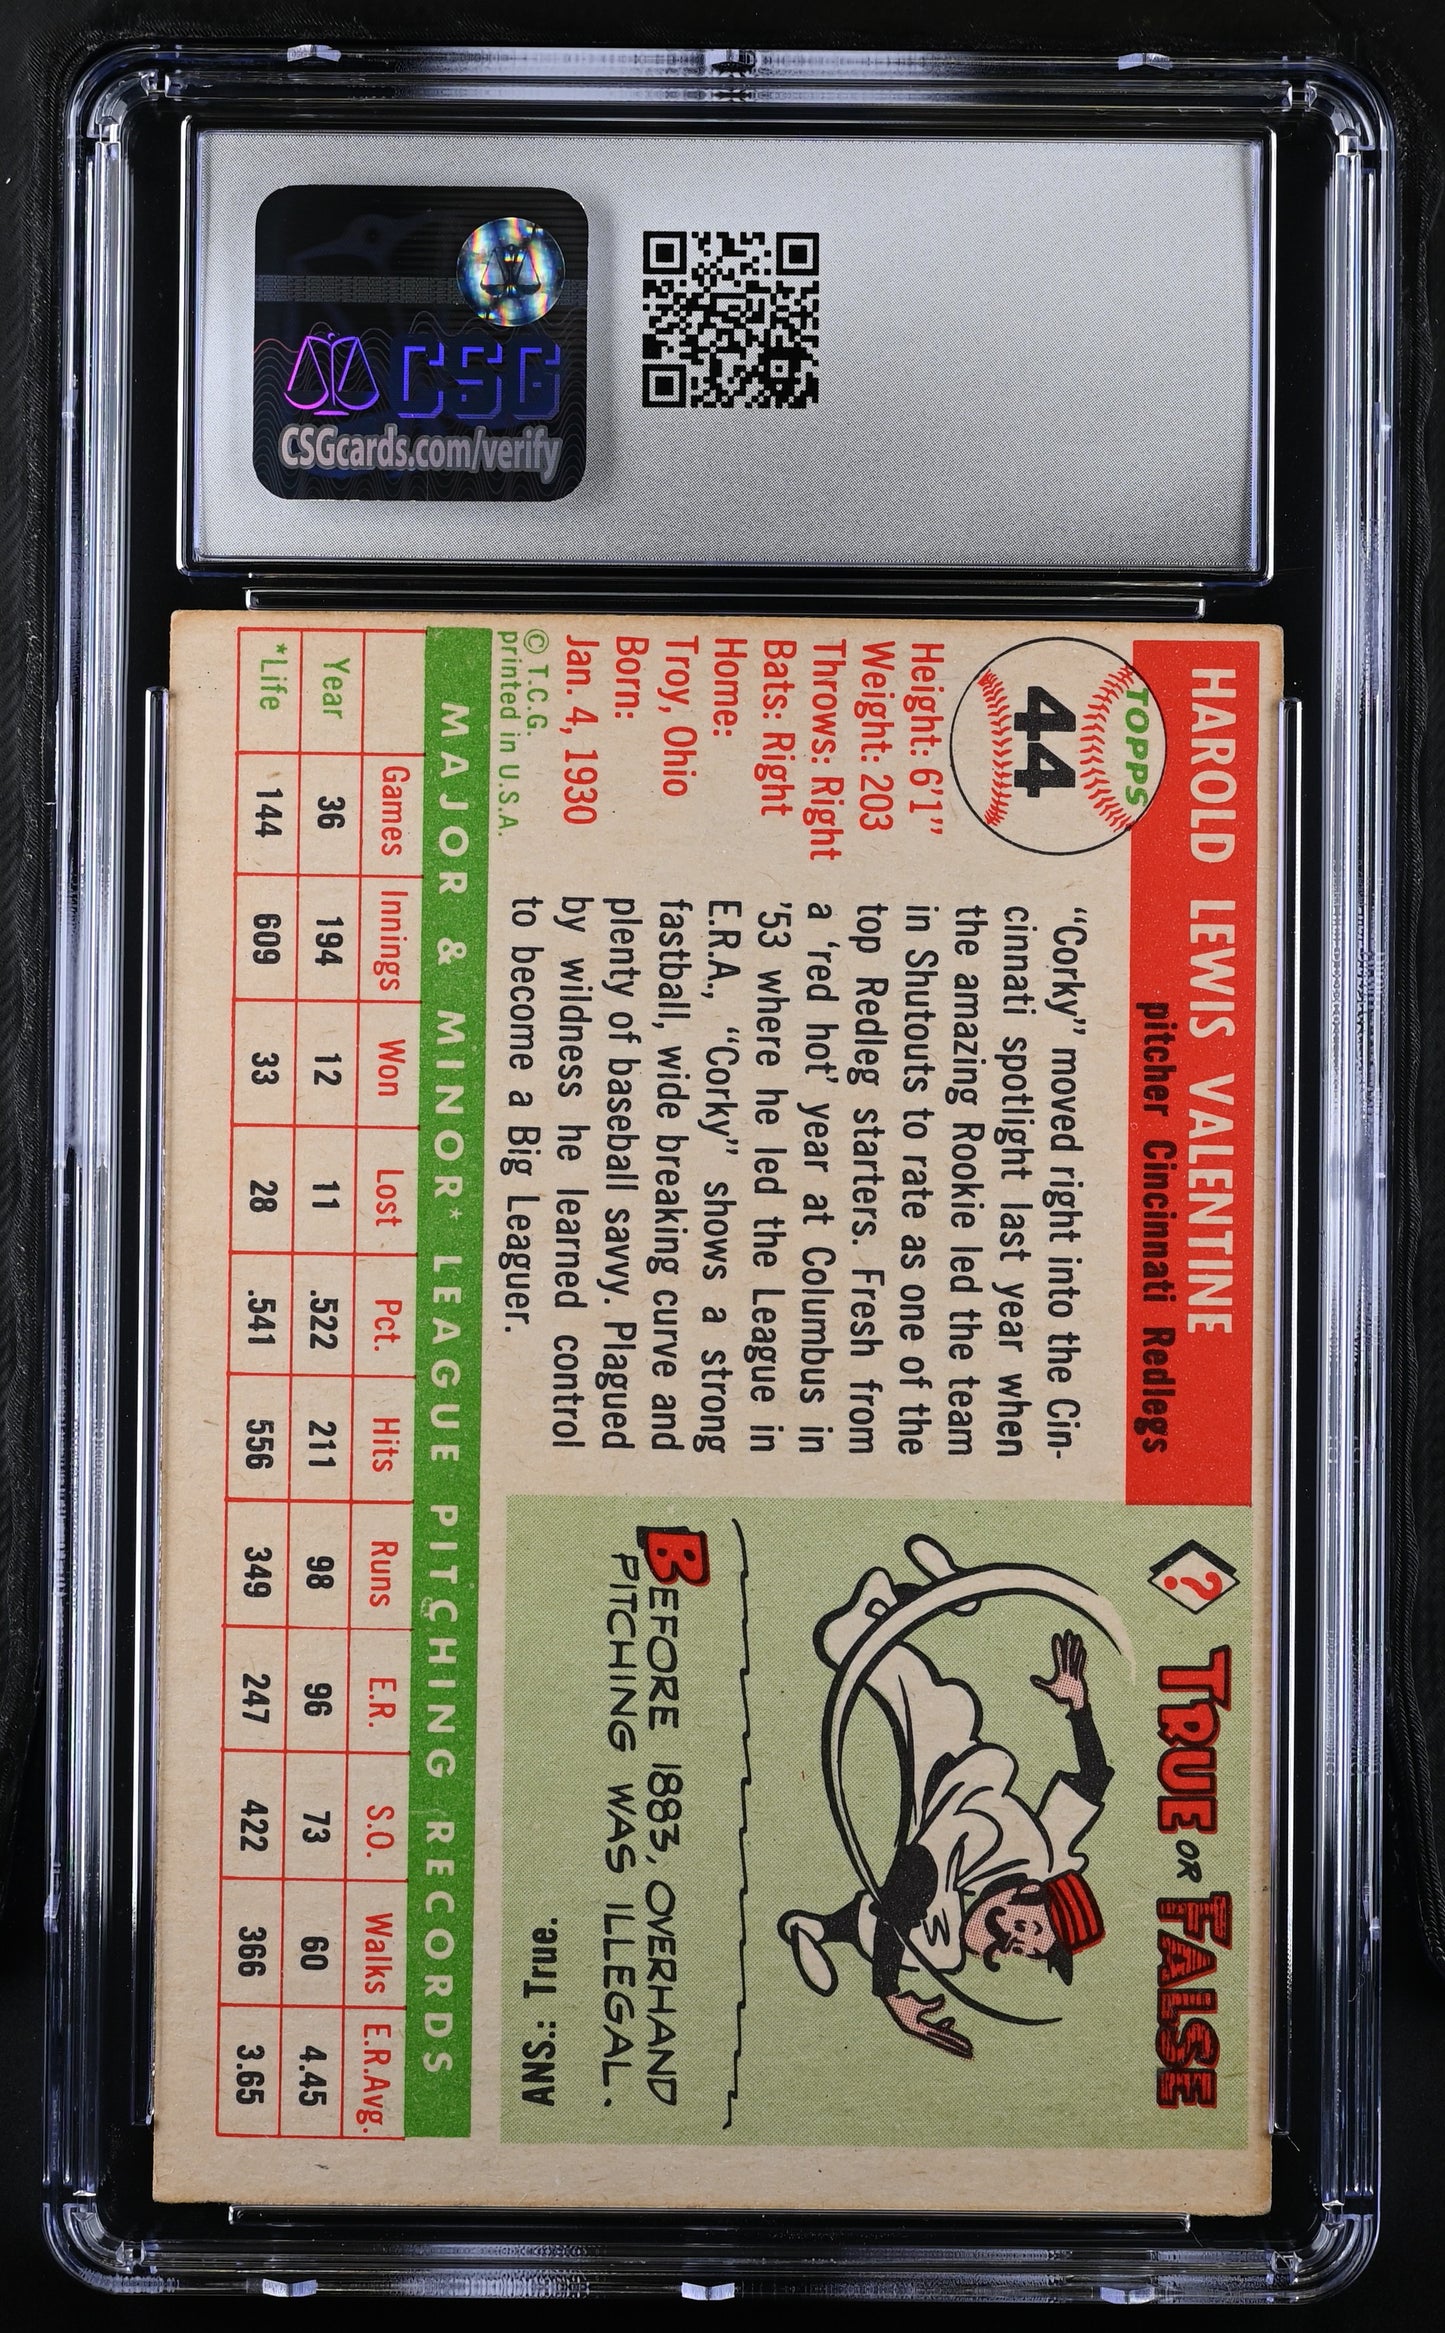 CSG
CSGcards.com/verify
HAROLD LEWIS VALENTINE
pitcher Cincinnati Redlegs
TOPPS
44
Height: 6'1"
Weight: 203
Throws: Right
Bats: Right
Home:
Troy, Ohio
Born:
Jan. 4, 1930
© T.C.G.
printed in U.S.A.
"Corky" moved right into the Cin-
cinnati spotlight last year when
the amazing Rookie led the team
in Shutouts to rate as one of the
top Redleg starters. Fresh from
a 'red hot' year at Columbus in
'53 where he led the League in
E.R.A., "Corky" shows a strong
fastball, wide breaking curve and
plenty of baseball savvy. Plagued
by wildness he learned control
to become a Big Leaguer.
? TRUE OR FALSE
BEFORE 1883, OVERHAND
PITCHING WAS ILLEGAL.
ANS.: True.
MAJOR & MINOR* LEAGUE PITCHING RECORDS
Games Innings Won Lost Pct. Hits Runs E.R. S.O. Walks E.R.Avg.
Year 36 194 12 11 .522 211 98 96 73 60 4.45
*Life 144 609 33 28 .541 556 349 247 422 366 3.65